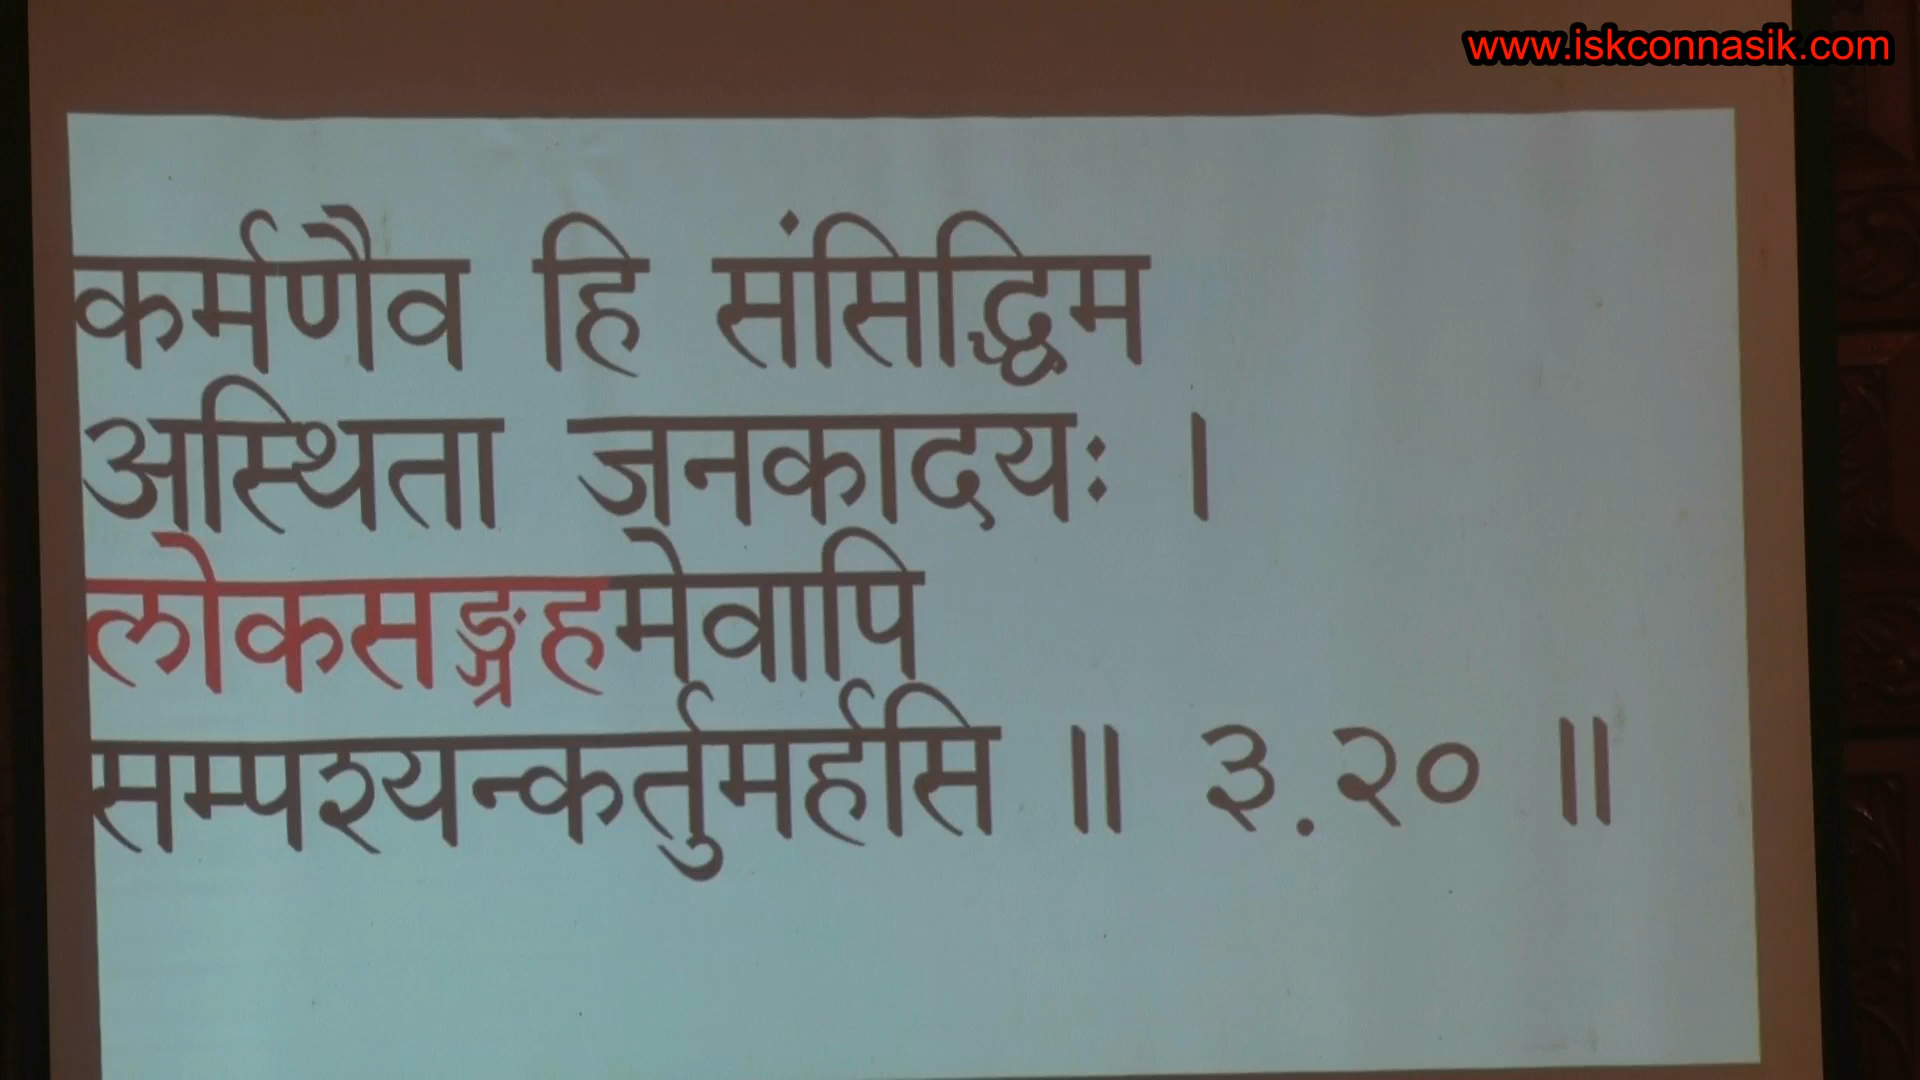 www.iskconnasik.com
कर्मणैव हि संसिद्धिम
अस्थिता जनकादयः ।
लोकसङ्ग्रहमेवापि
सम्पश्यन्कर्तुमर्हसि ॥ ३.२० ॥